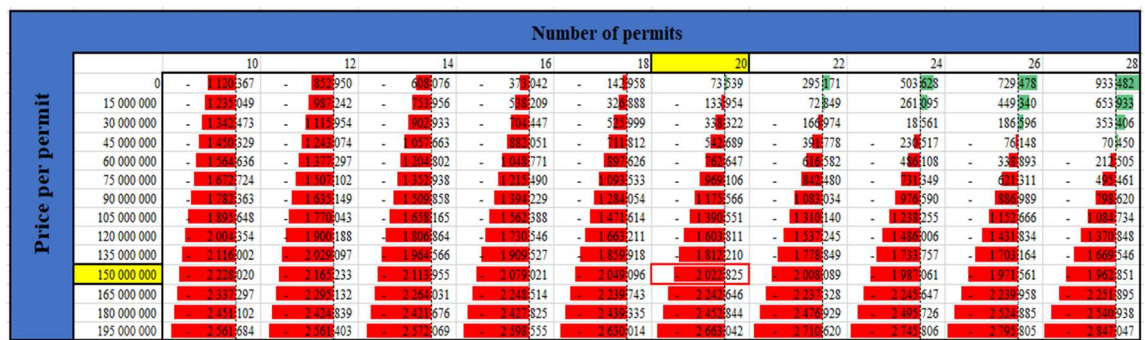 Number of permits
Price per permit
10 12 14 16 18 20 22 24 26 28
0 - 1 120 367 - 852 950 - 608 076 - 373 042 - 142 958 73 539 295 171 503 628 729 478 933 482
15 000 000 - 1 235 049 - 987 242 - 753 956 - 538 209 - 326 888 - 133 954 72 849 261 095 449 340 653 933
30 000 000 - 1 342 473 - 1 115 954 - 902 933 - 704 447 - 525 999 - 338 322 - 166 974 18 561 186 596 353 406
45 000 000 - 1 450 329 - 1 243 074 - 1 057 663 - 882 051 - 711 812 - 542 689 - 391 778 - 230 517 - 76 148 70 450
60 000 000 - 1 564 636 - 1 377 297 - 1 204 802 - 1 048 771 - 897 626 - 762 647 - 616 582 - 486 108 - 338 893 - 212 505
75 000 000 - 1 672 724 - 1 507 102 - 1 352 938 - 1 215 490 - 1 093 533 - 969 106 - 842 480 - 731 349 - 621 311 - 495 461
90 000 000 - 1 782 363 - 1 635 149 - 1 509 858 - 1 394 229 - 1 284 054 - 1 175 566 - 1 083 034 - 976 590 - 886 989 - 798 620
105 000 000 - 1 895 648 - 1 770 043 - 1 658 165 - 1 562 388 - 1 471 614 - 1 390 551 - 1 310 140 - 1 238 255 - 1 152 666 - 1 084 734
120 000 000 - 2 004 354 - 1 900 188 - 1 806 864 - 1 730 546 - 1 663 211 - 1 603 811 - 1 537 245 - 1 486 006 - 1 431 834 - 1 370 848
135 000 000 - 2 116 002 - 2 029 097 - 1 964 566 - 1 909 527 - 1 859 918 - 1 812 210 - 1 778 849 - 1 733 757 - 1 703 164 - 1 669 546
150 000 000 - 2 228 020 - 2 165 233 - 2 113 955 - 2 079 021 - 2 049 096 - 2 022 825 - 2 008 089 - 1 987 061 - 1 971 561 - 1 962 851
165 000 000 - 2 337 297 - 2 295 132 - 2 264 031 - 2 248 514 - 2 239 743 - 2 242 646 - 2 237 328 - 2 245 647 - 2 239 958 - 2 251 895
180 000 000 - 2 451 102 - 2 424 839 - 2 421 676 - 2 427 825 - 2 439 335 - 2 452 844 - 2 476 929 - 2 495 726 - 2 524 885 - 2 540 938
195 000 000 - 2 561 684 - 2 561 403 - 2 572 069 - 2 598 555 - 2 630 014 - 2 663 042 - 2 710 620 - 2 745 806 - 2 795 805 - 2 847 047